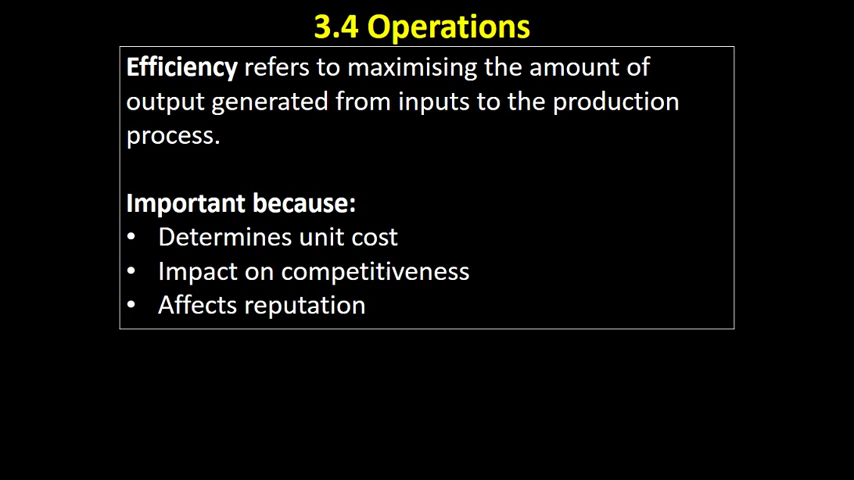 3.4 Operations
Efficiency refers to maximising the amount of
output generated from inputs to the production
process.
Important because:
• Determines unit cost
• Impact on competitiveness
• Affects reputation